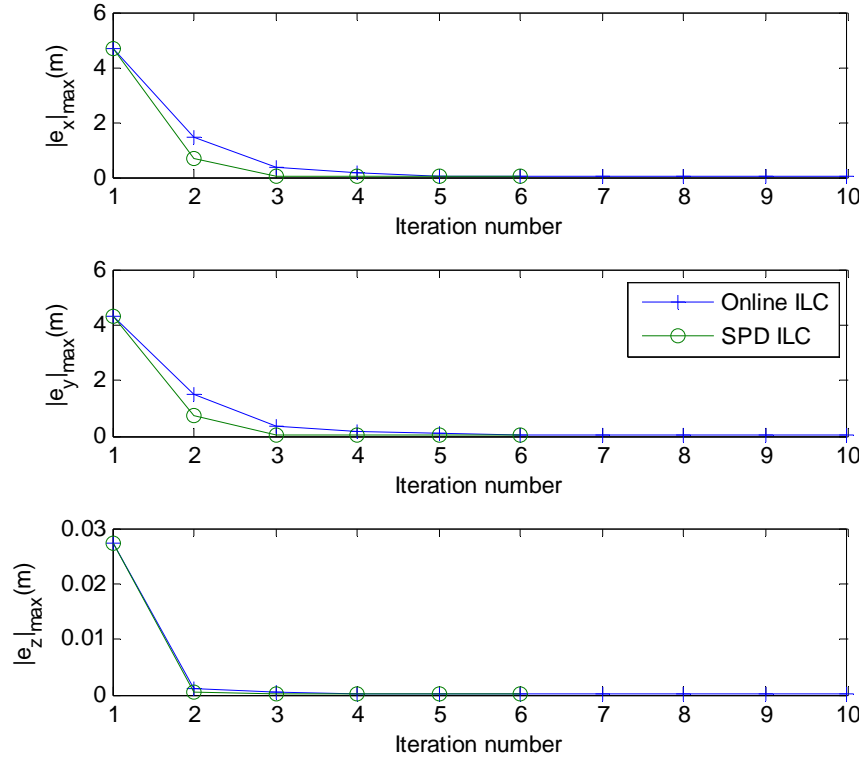 6
4
2
0
|e_x|_max(m)
1 2 3 4 5 6 7 8 9 10
Iteration number
6
4
2
0
|e_y|_max(m)
Online ILC
SPD ILC
1 2 3 4 5 6 7 8 9 10
Iteration number
0.03
0.02
0.01
0
|e_z|_max(m)
1 2 3 4 5 6 7 8 9 10
Iteration number